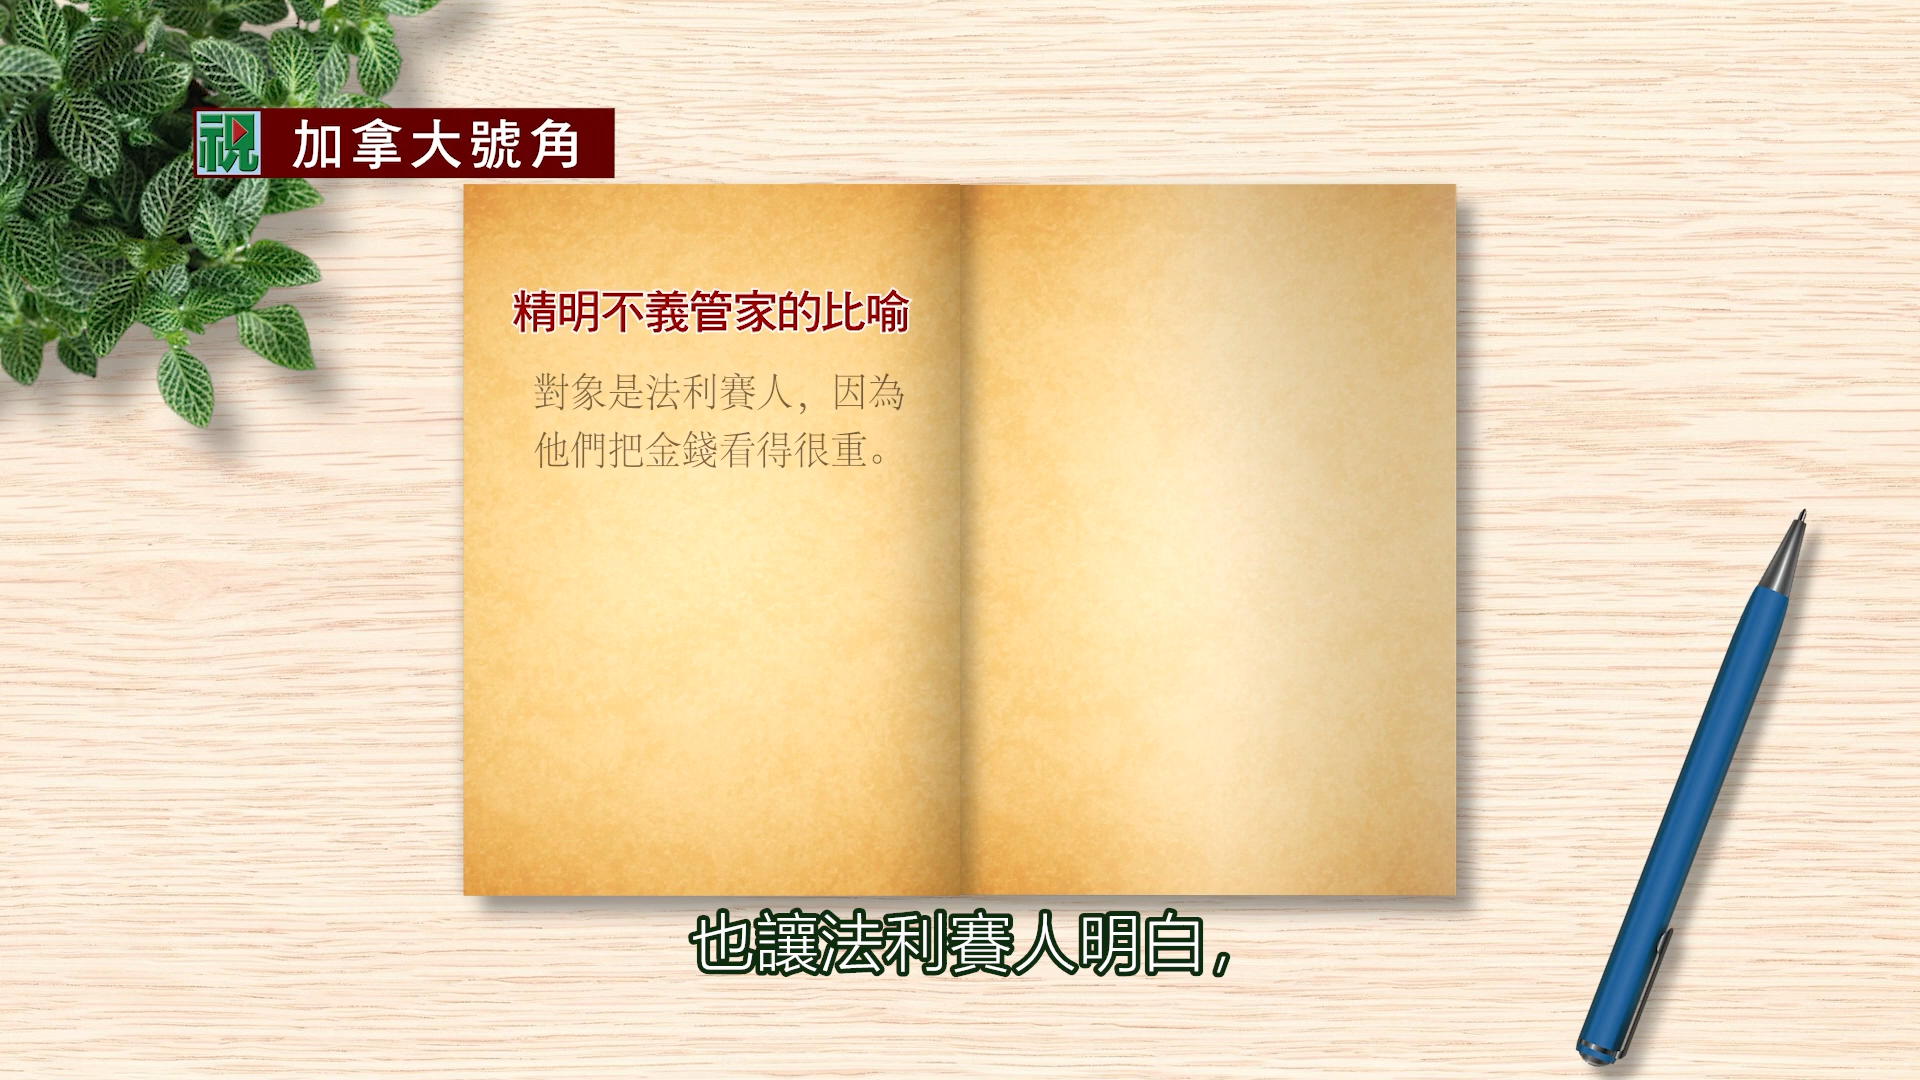 視 加拿大號角
精明不義管家的比喻
對象是法利賽人，因為
他們把金錢看得很重。
也讓法利賽人明白，